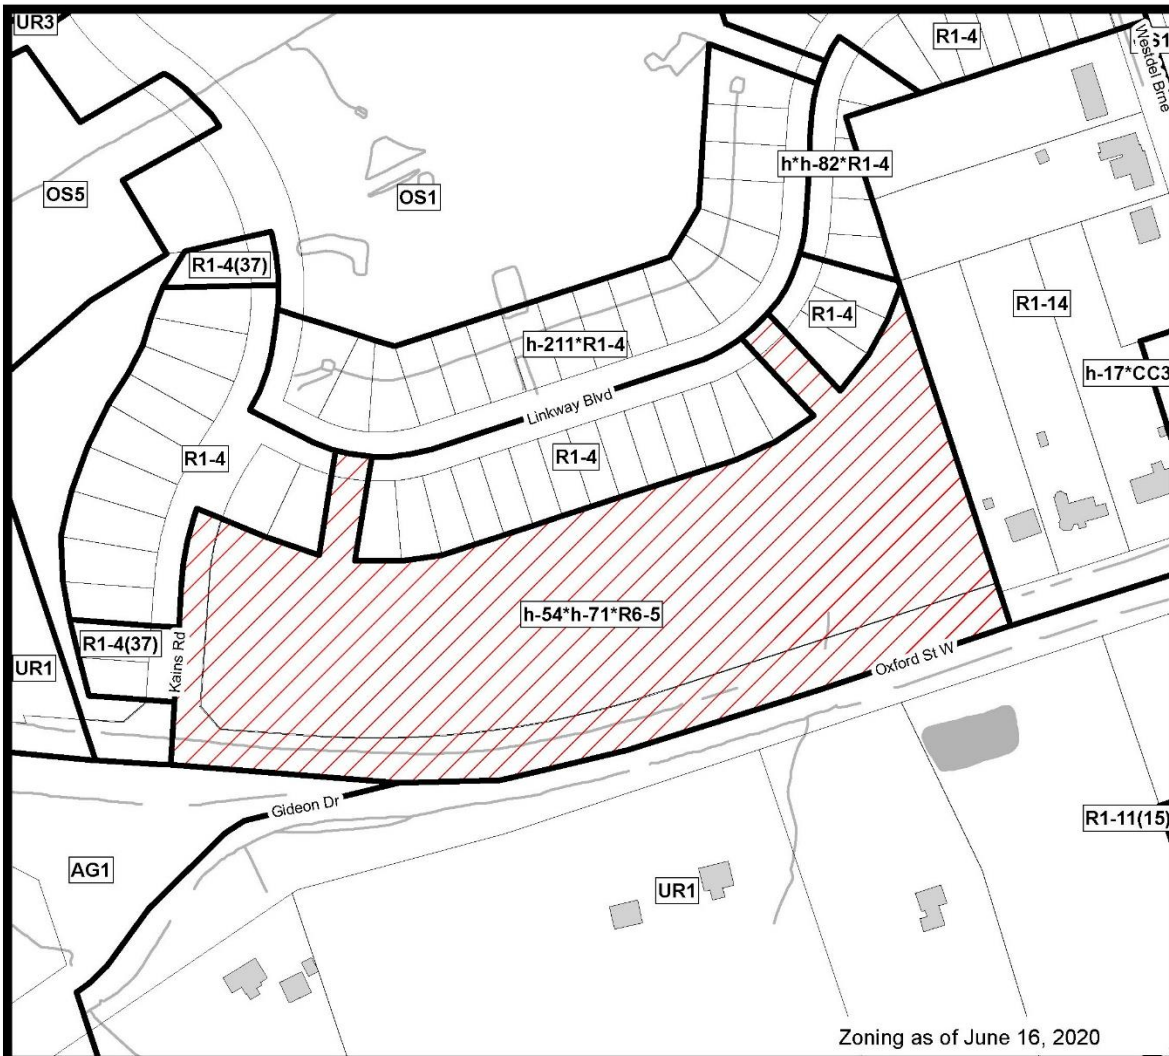 UR3
R1-4
Westdel Brne
h*h-82*R1-4
OS5
OS1
R1-4(37)
R1-14
R1-4
h-211*R1-4
h-17*CC3
Linkway Blvd
R1-4
R1-4
h-54*h-71*R6-5
R1-4(37)
Kains Rd
UR1
Oxford St W
Gideon Dr
R1-11(15)
AG1
UR1
Zoning as of June 16, 2020